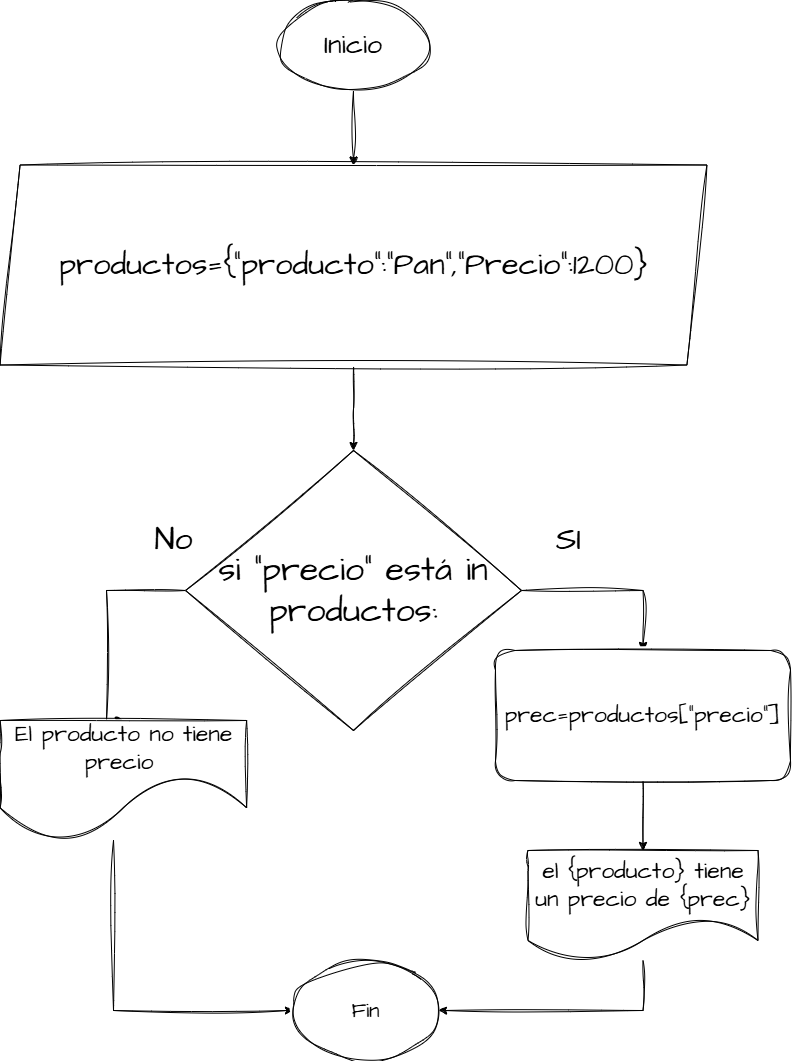 Inicio
productos={"producto":"Pan","Precio":1200}
No
SI
si "precio" está in
productos:
prec=productos["precio"]
El producto no tiene
precio
el {producto} tiene
un precio de {prec}
Fin